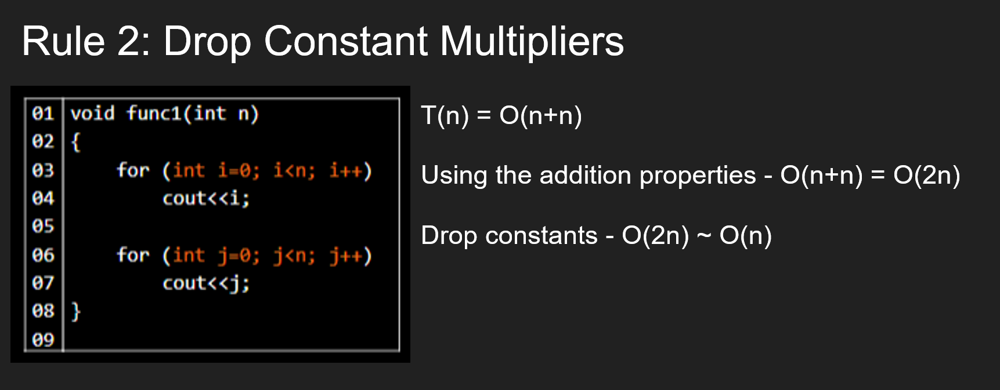 Rule 2: Drop Constant Multipliers
01 void func1(int n)
02 {
03     for (int i=0; i<n; i++)
04         cout<<i;
05
06     for (int j=0; j<n; j++)
07         cout<<j;
08 }
09
T(n) = O(n+n)
Using the addition properties - O(n+n) = O(2n)
Drop constants - O(2n) ~ O(n)